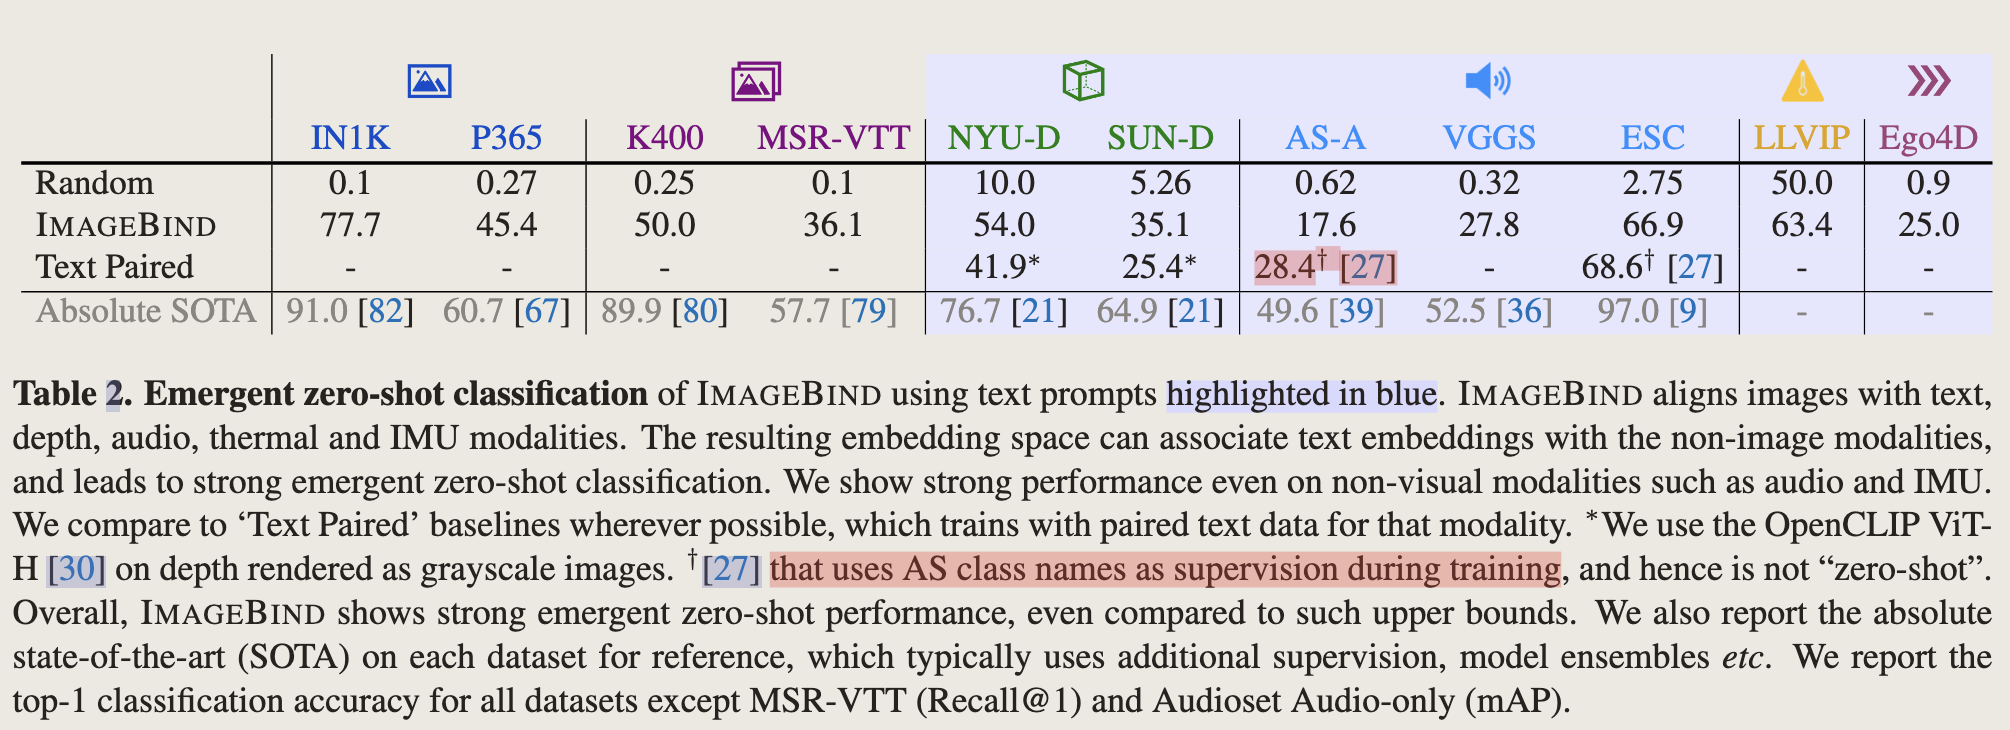 IN1K P365 K400 MSR-VTT NYU-D SUN-D AS-A VGGS ESC LLVIP Ego4D
Random 0.1 0.27 0.25 0.1 10.0 5.26 0.62 0.32 2.75 50.0 0.9
IMAGEBIND 77.7 45.4 50.0 36.1 54.0 35.1 17.6 27.8 66.9 63.4 25.0
Text Paired - - - - 41.9* 25.4* 28.4† [27] - 68.6† [27] - -
Absolute SOTA 91.0 [82] 60.7 [67] 89.9 [80] 57.7 [79] 76.7 [21] 64.9 [21] 49.6 [39] 52.5 [36] 97.0 [9] - -
Table 2. Emergent zero-shot classification of IMAGEBIND using text prompts highlighted in blue. IMAGEBIND aligns images with text,
depth, audio, thermal and IMU modalities. The resulting embedding space can associate text embeddings with the non-image modalities,
and leads to strong emergent zero-shot classification. We show strong performance even on non-visual modalities such as audio and IMU.
We compare to ‘Text Paired’ baselines wherever possible, which trains with paired text data for that modality. *We use the OpenCLIP ViT-
H [30] on depth rendered as grayscale images. †[27] that uses AS class names as supervision during training, and hence is not “zero-shot”.
Overall, IMAGEBIND shows strong emergent zero-shot performance, even compared to such upper bounds. We also report the absolute
state-of-the-art (SOTA) on each dataset for reference, which typically uses additional supervision, model ensembles etc. We report the
top-1 classification accuracy for all datasets except MSR-VTT (Recall@1) and Audioset Audio-only (mAP).